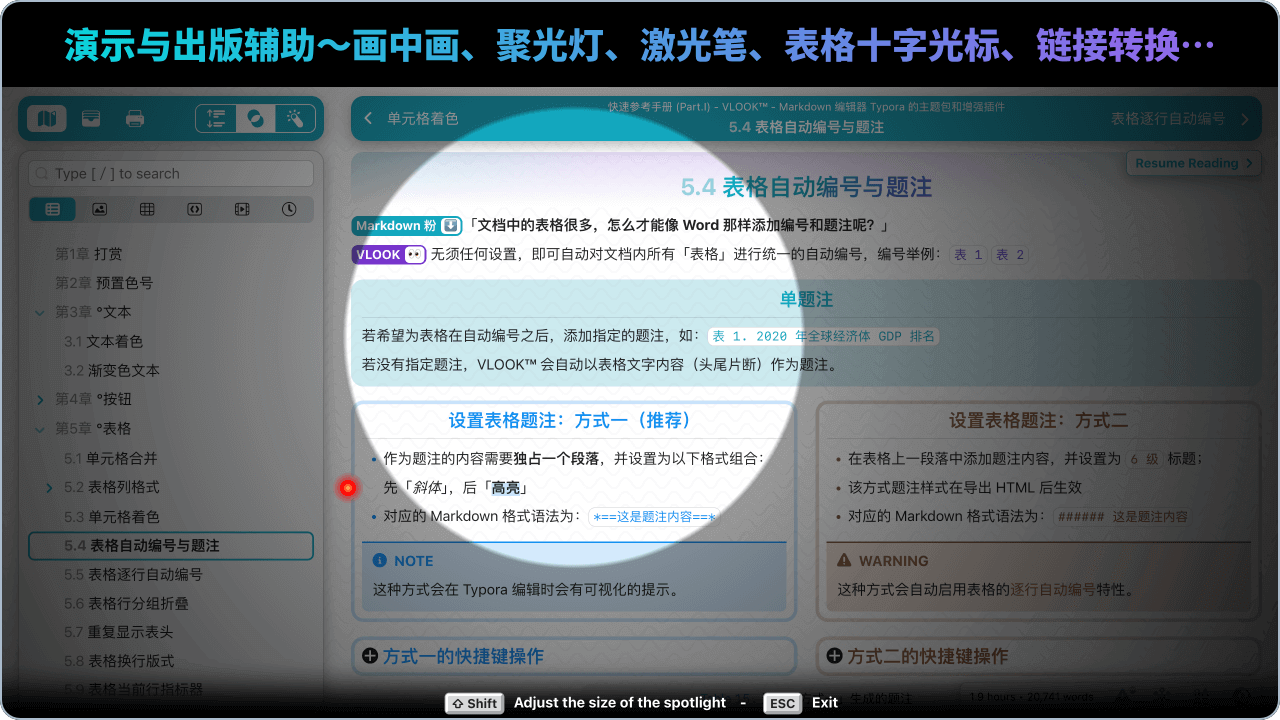 演示与出版辅助～画中画、聚光灯、激光笔、表格十字光标、链接转换…
单元格着色
快速参考手册 (Part.I) - VLOOK™ - Markdown 编辑器 Typora 的主题包和增强插件
5.4 表格自动编号与题注
表格逐行自动编号
Type [ / ] to search
第1章 打赏
第2章 预置色号
第3章 °文本
3.1 文本着色
3.2 渐变色文本
第4章 °按钮
第5章 °表格
5.1 单元格合并
5.2 表格列格式
5.3 单元格着色
5.4 表格自动编号与题注
5.5 表格逐行自动编号
5.6 表格行分组折叠
5.7 重复显示表头
5.8 表格换行版式
5.9 表格当前行指标器
Resume Reading
5.4 表格自动编号与题注
Markdown 粉 ⬇️ 「文档中的表格很多，怎么才能像 Word 那样添加编号和题注呢？」
VLOOK 👀 无须任何设置，即可自动对文档内所有「表格」进行统一的自动编号，编号举例： 表 1 表 2
单题注
若希望为表格在自动编号之后，添加指定的题注，如： 表 1. 2020 年全球经济体 GDP 排名
若没有指定题注，VLOOK™ 会自动以表格文字内容（头尾片断）作为题注。
设置表格题注：方式一（推荐）
• 作为题注的内容需要独占一个段落，并设置为以下格式组合：
先「斜体」，后「高亮」
• 对应的 Markdown 格式语法为： *==这是题注内容==*
NOTE
这种方式会在 Typora 编辑时会有可视化的提示。
设置表格题注：方式二
• 在表格上一段落中添加题注内容，并设置为 6 级 标题；
• 该方式题注样式在导出 HTML 后生效
• 对应的 Markdown 格式语法为： ###### 这是题注内容
WARNING
这种方式会自动启用表格的逐行自动编号特性。
方式一的快捷键操作
方式二的快捷键操作
生成的题注
1.9 hours · 20,761 words
⇧ Shift Adjust the size of the spotlight - ESC Exit